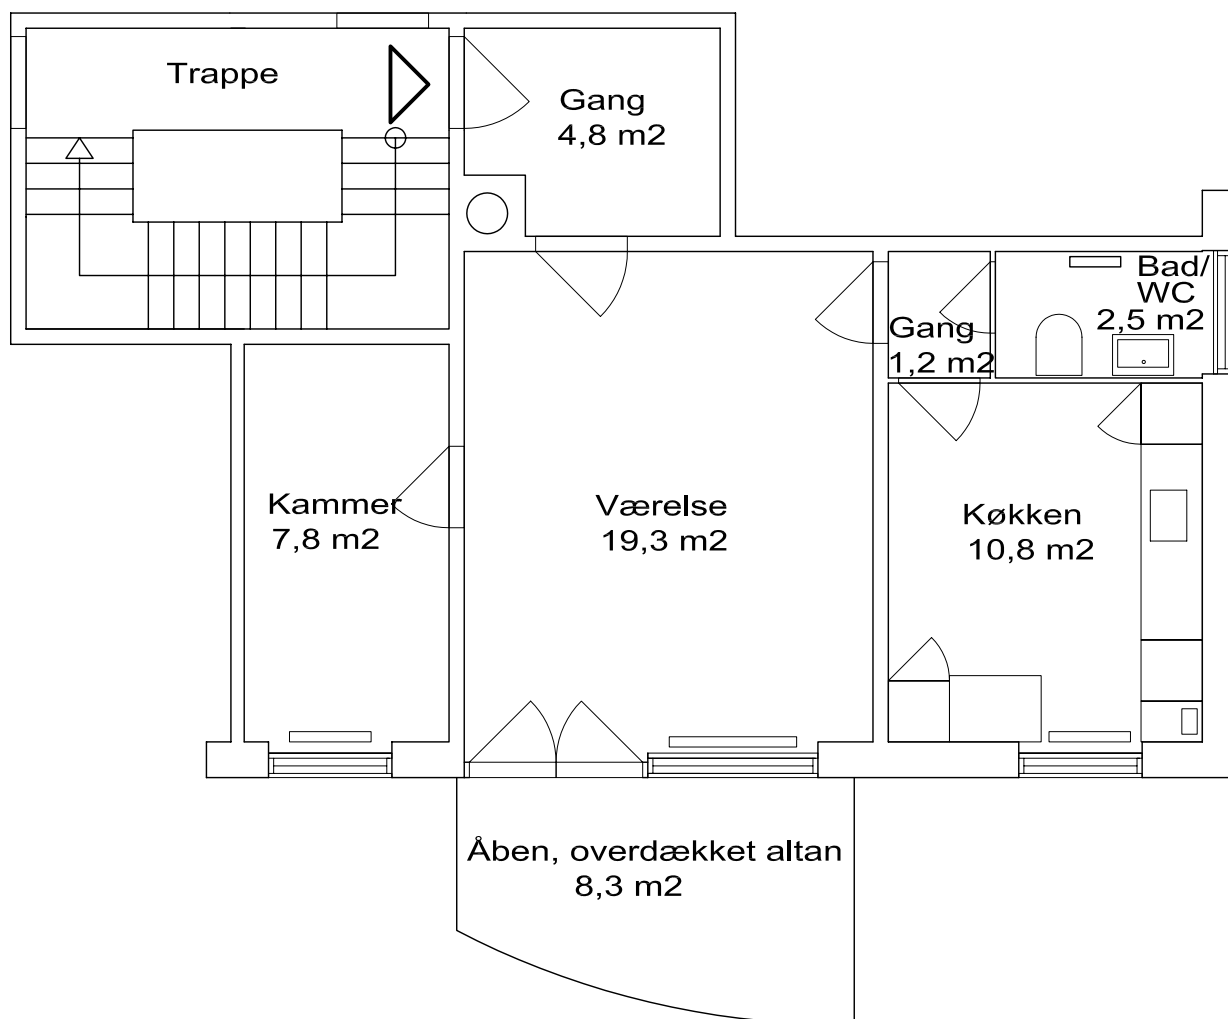 Trappe
Gang
4,8 m2
Bad/
WC
2,5 m2
Gang
1,2 m2
Kammer
7,8 m2
Værelse
19,3 m2
Køkken
10,8 m2
Åben, overdækket altan
8,3 m2